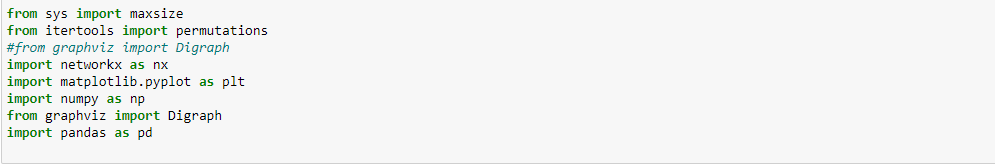 from sys import maxsize
from itertools import permutations
#from graphviz import Digraph
import networkx as nx
import matplotlib.pyplot as plt
import numpy as np
from graphviz import Digraph
import pandas as pd